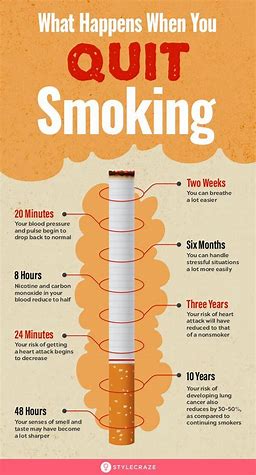 What Happens When You
QUIT
Smoking
Two Weeks
You can breathe
a lot easier
20 Minutes
Your blood pressure
and pulse begin to
drop back to normal
Six Months
You can handle
stressful situations
a lot more easily
8 Hours
Nicotine and carbon
monoxide in your
blood reduce to half
Three Years
Your risk of heart
attack will have
reduced to that
of a nonsmoker
24 Minutes
Your risk of getting
a heart attack begins
to decrease
10 Years
Your risk of
developing lung
cancer also
reduces by 30-50%,
as compared to
continuing smokers
48 Hours
Your senses of smell and
taste may have become
a lot sharper
STYLECRAZE